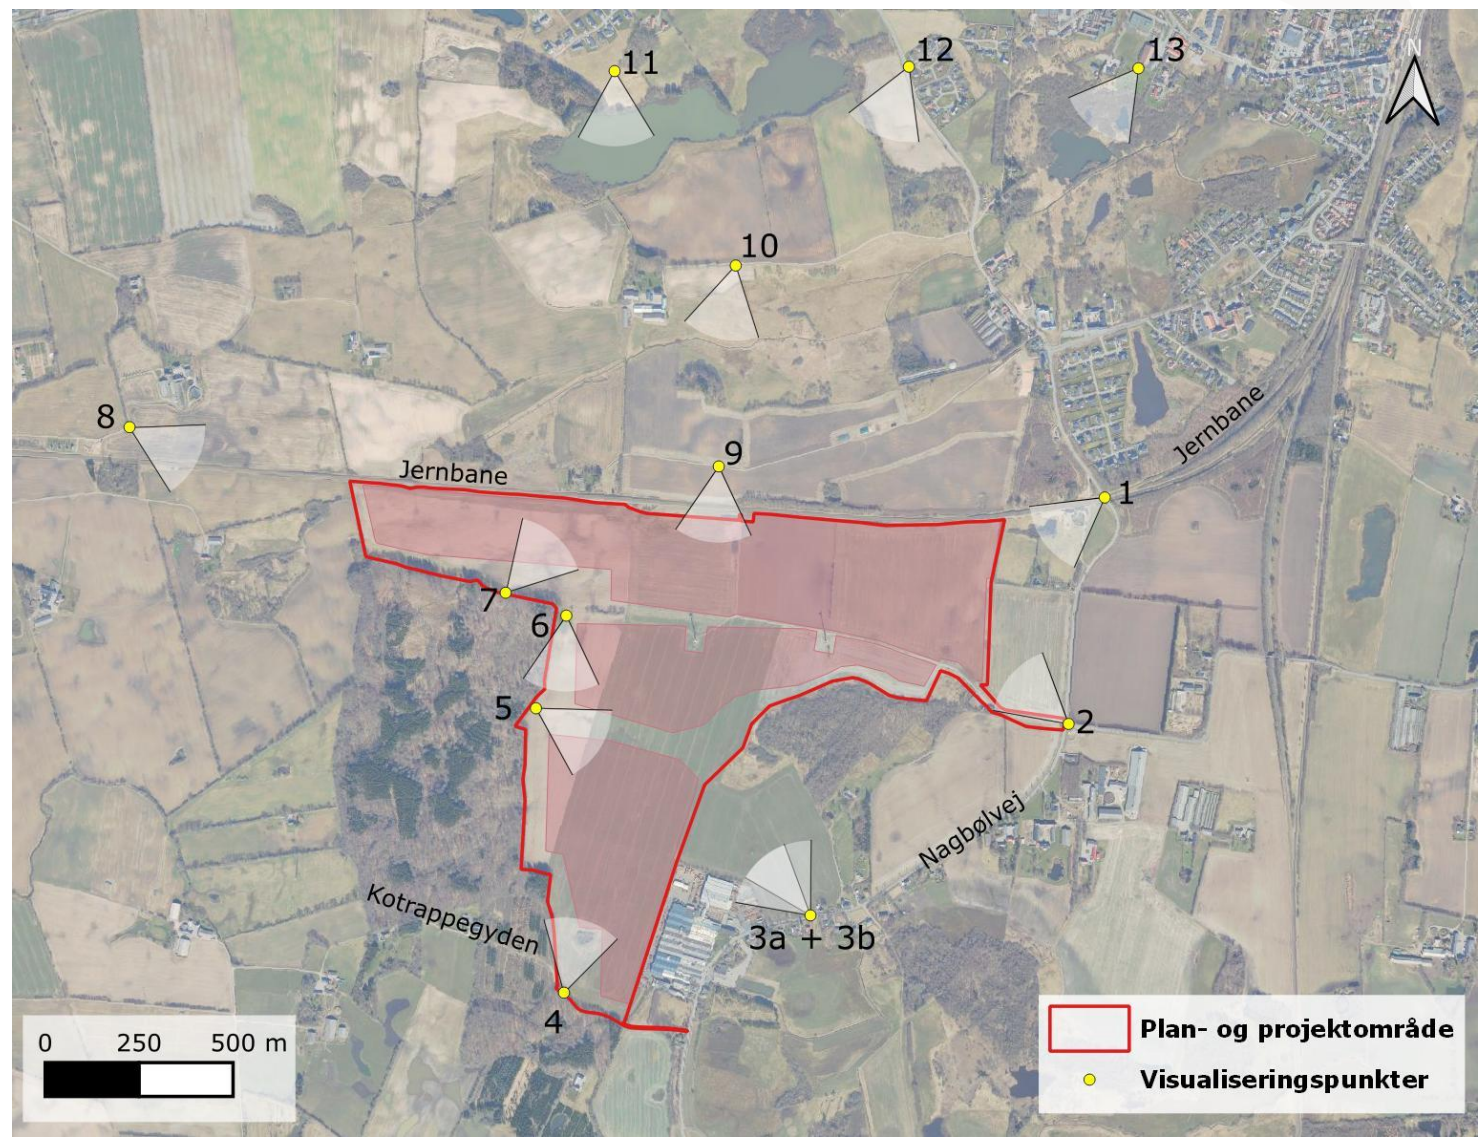 11
12
13
N
10
8
9
Jernbane
Jernbane
1
7
6
5
2
Nagbølvej
Kotrappegyden
3a + 3b
4
0 250 500 m
Plan- og projektområde
Visualiseringspunkter